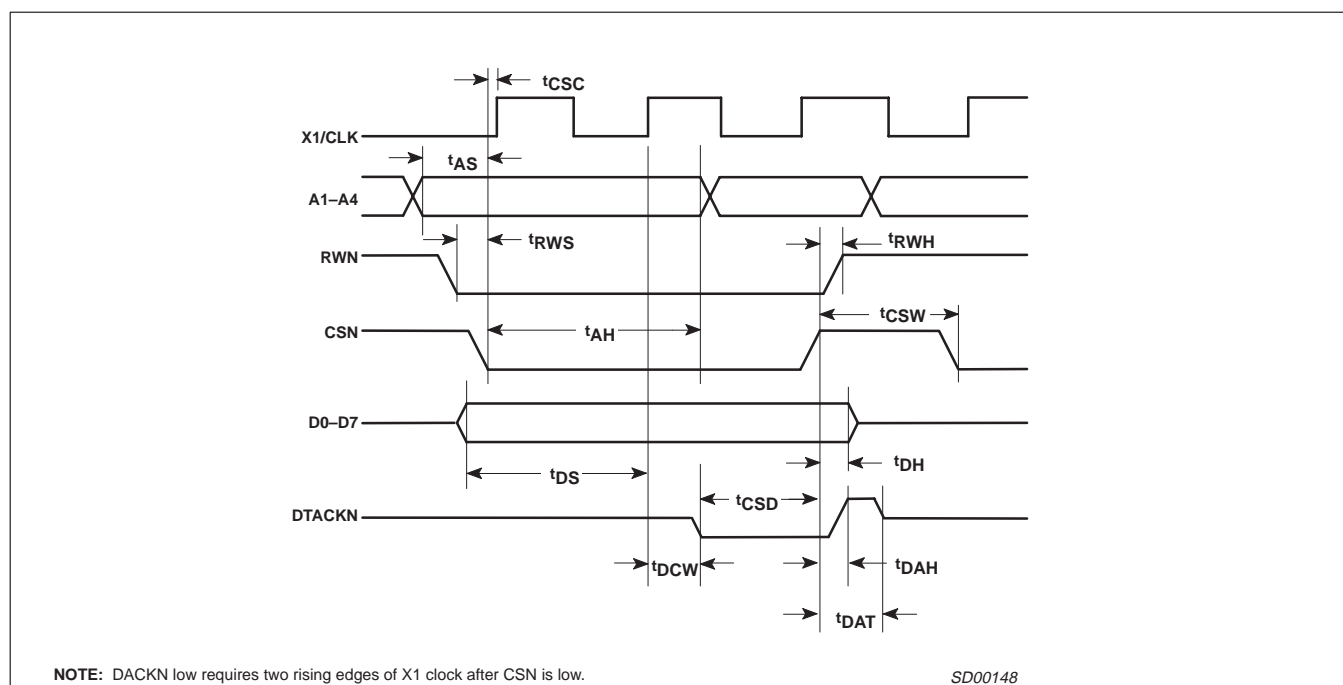 tCSC
X1/CLK
tAS
A1–A4
tRWS
tRWH
RWN
tCSW
CSN
tAH
D0–D7
tDH
tDS
tCSD
DTACKN
tDCW
tDAH
tDAT
NOTE: DACKN low requires two rising edges of X1 clock after CSN is low.
SD00148